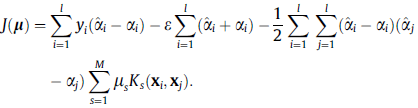 J(μ) = ∑_{i=1}^{l} y_i(α̂_i − α_i) − ε ∑_{i=1}^{l} (α̂_i + α_i) − 1/2 ∑_{i=1}^{l} ∑_{j=1}^{l} (α̂_i − α_i)(α̂_j
− α_j) ∑_{s=1}^{M} μ_s K_s(x_i, x_j).